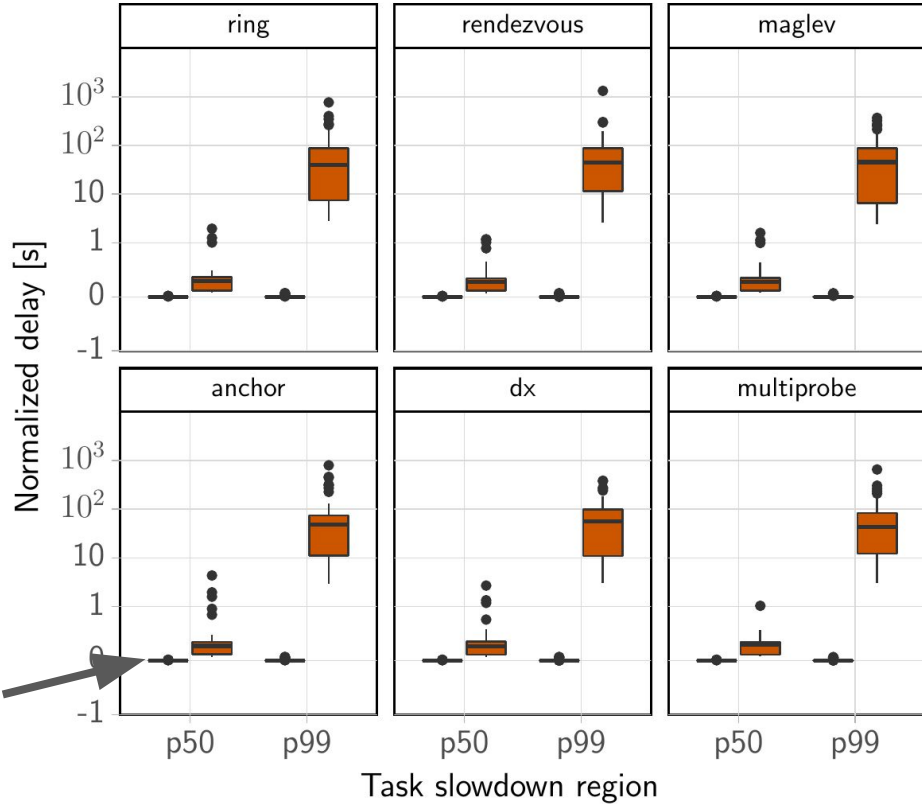 ring rendezvous maglev
10³
10²
10
1
0
-1
Normalized delay [s]
anchor dx multiprobe
10³
10²
10
1
0
-1
p50 p99 p50 p99 p50 p99
Task slowdown region